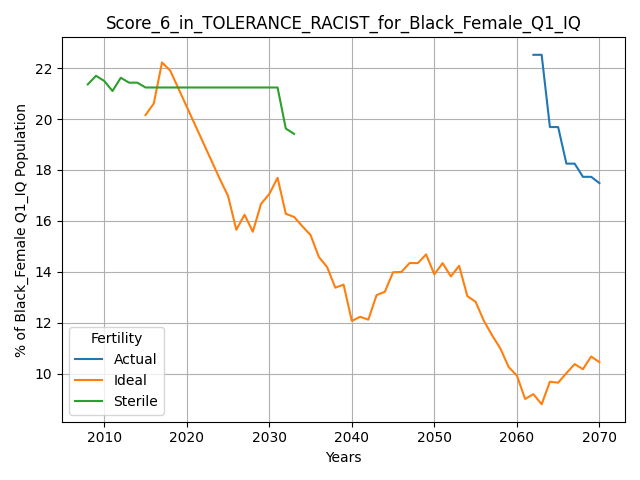 Score_6_in_TOLERANCE_RACIST_for_Black_Female_Q1_IQ
% of Black_Female Q1_IQ Population
22
20
18
16
14
12
10
Fertility
Actual
Ideal
Sterile
2010 2020 2030 2040 2050 2060 2070
Years